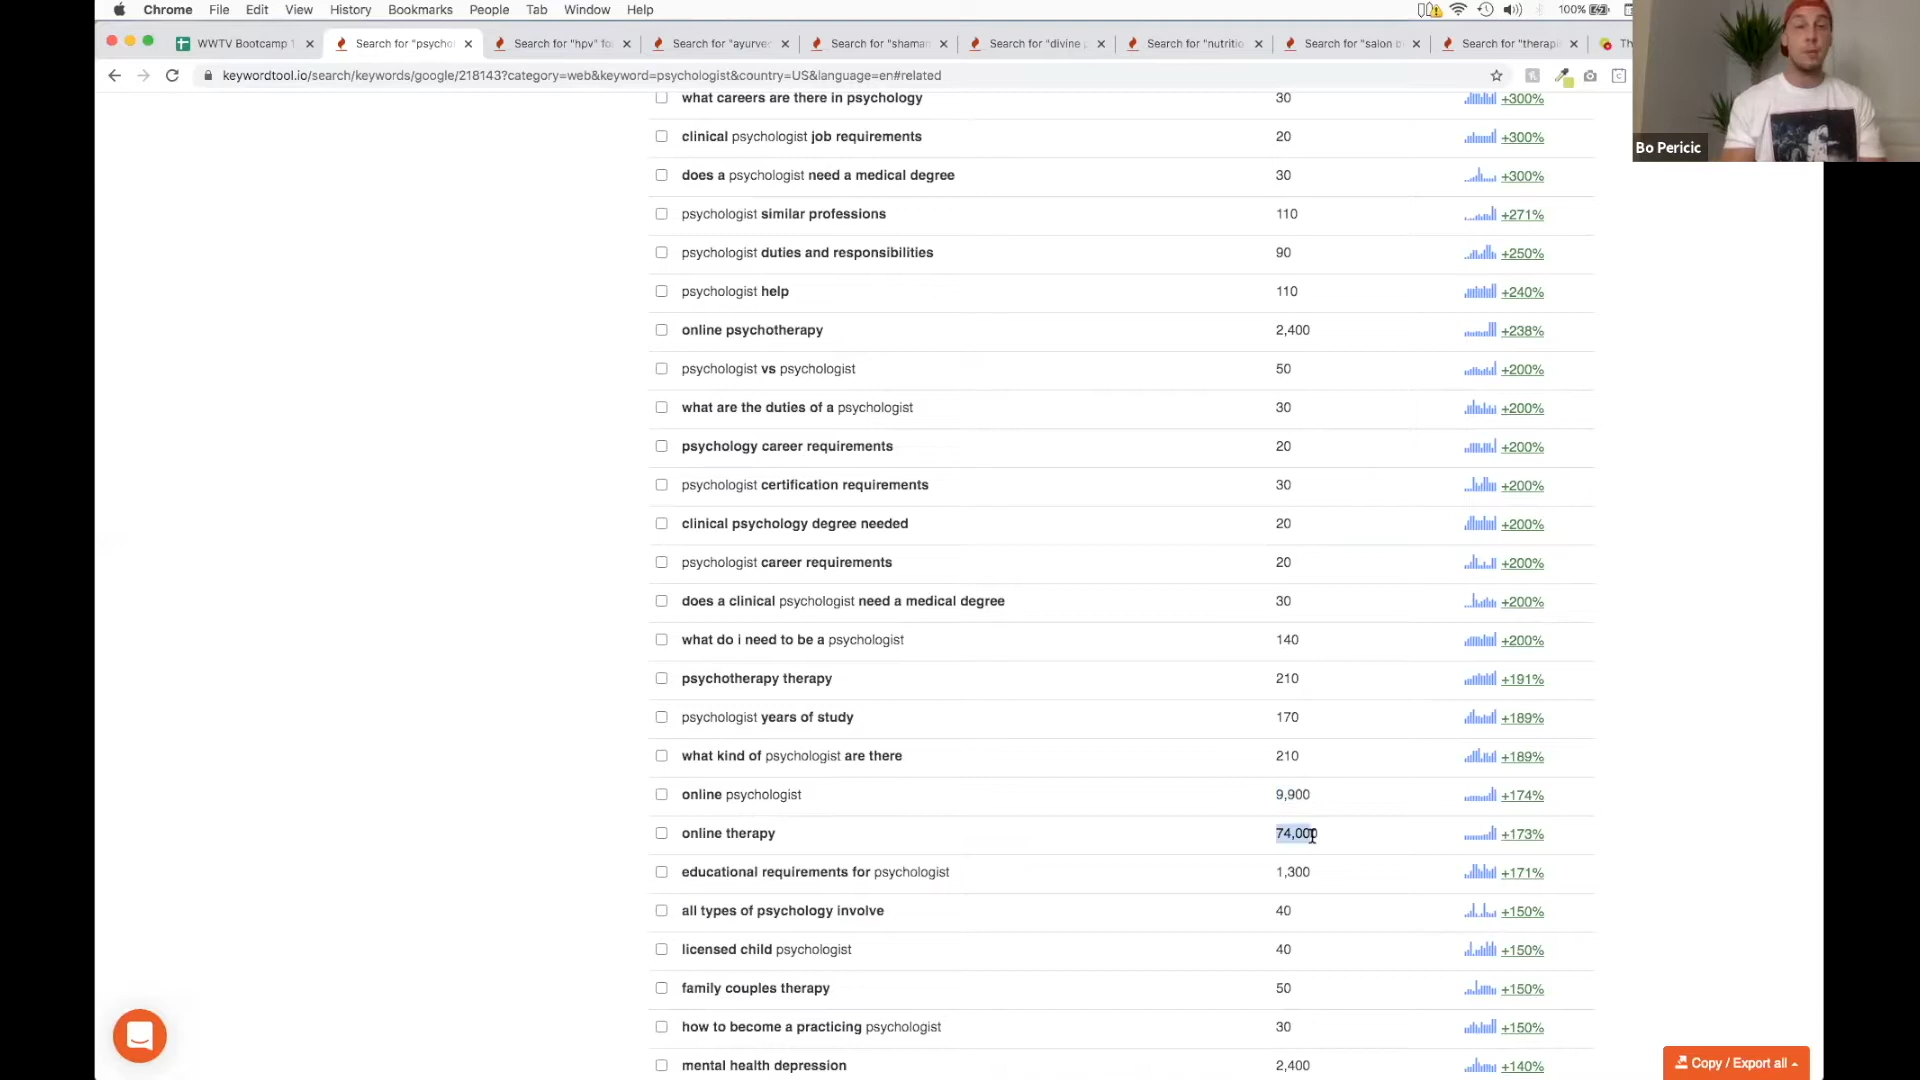 Chrome File Edit View History Bookmarks People Tab Window Help 100%
WWTV Bootcamp Search for "psychol Search for "hpv" fo Search for "ayurve Search for "shaman Search for "divine Search for "nutritio Search for "salon b Search for "therapi Th
keywordtool.io/search/keywords/google/218143?category=web&keyword=psychologist&country=US&language=en#related
what careers are there in psychology 30 +300%
clinical psychologist job requirements 20 +300%
Bo Pericic
does a psychologist need a medical degree 30 +300%
psychologist similar professions 110 +271%
psychologist duties and responsibilities 90 +250%
psychologist help 110 +240%
online psychotherapy 2,400 +238%
psychologist vs psychologist 50 +200%
what are the duties of a psychologist 30 +200%
psychology career requirements 20 +200%
psychologist certification requirements 30 +200%
clinical psychology degree needed 20 +200%
psychologist career requirements 20 +200%
does a clinical psychologist need a medical degree 30 +200%
what do i need to be a psychologist 140 +200%
psychotherapy therapy 210 +191%
psychologist years of study 170 +189%
what kind of psychologist are there 210 +189%
online psychologist 9,900 +174%
online therapy 74,000 +173%
educational requirements for psychologist 1,300 +171%
all types of psychology involve 40 +150%
licensed child psychologist 40 +150%
family couples therapy 50 +150%
how to become a practicing psychologist 30 +150%
mental health depression 2,400 +140%
Copy / Export all